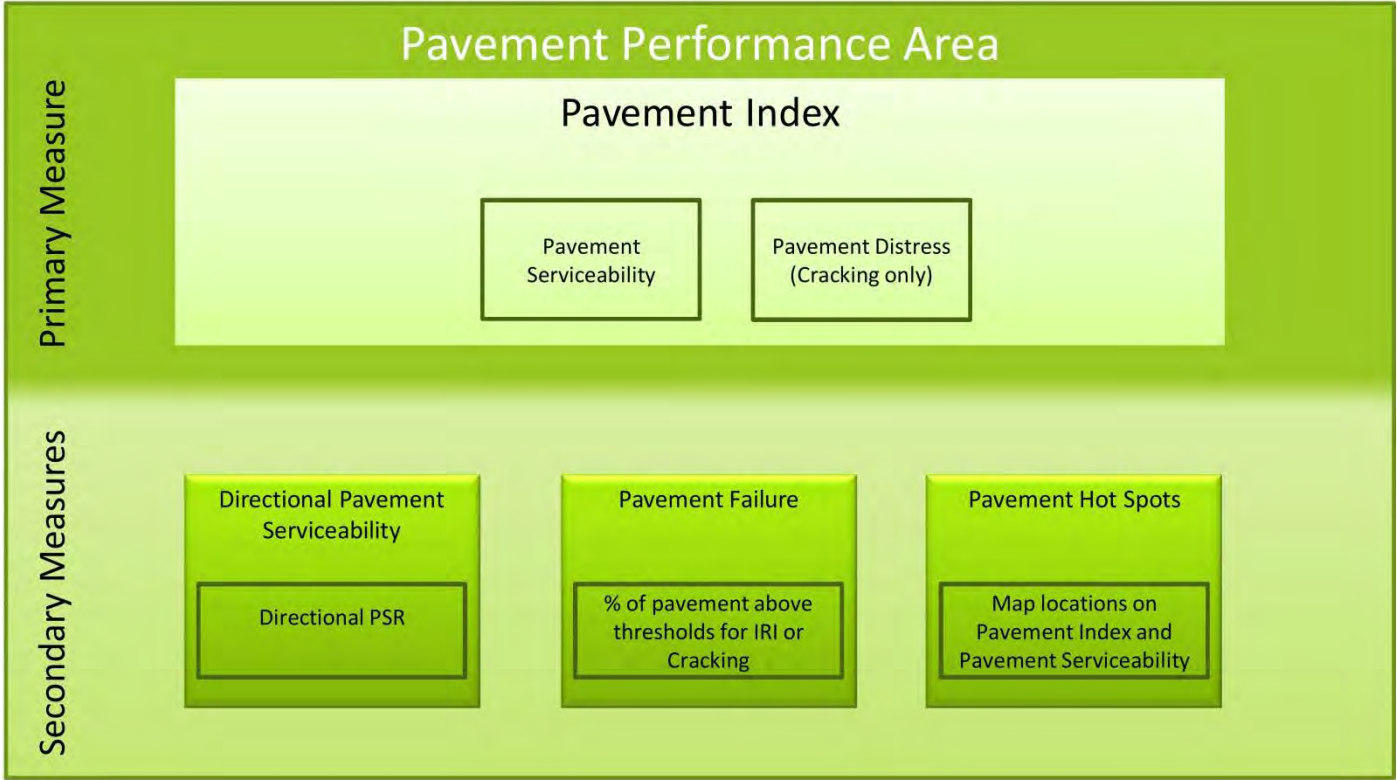 Pavement Performance Area
Primary Measure
Pavement Index
Pavement
Serviceability
Pavement Distress
(Cracking only)
Secondary Measures
Directional Pavement
Serviceability
Directional PSR
Pavement Failure
% of pavement above
thresholds for IRI or
Cracking
Pavement Hot Spots
Map locations on
Pavement Index and
Pavement Serviceability